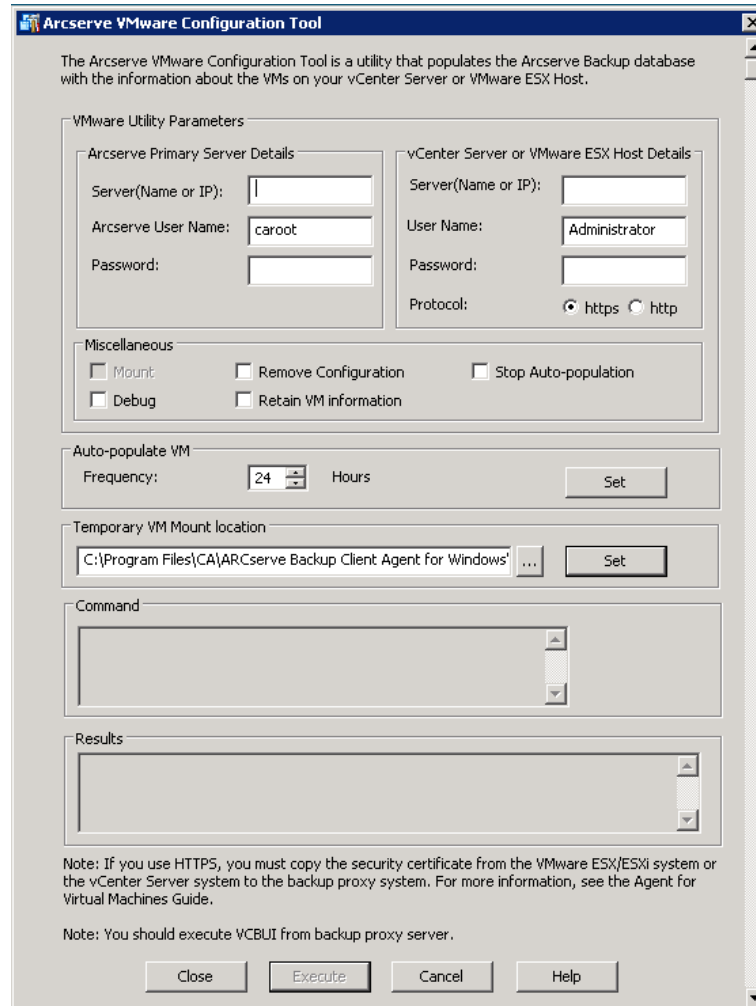 Arcserve VMware Configuration Tool
The Arcserve VMware Configuration Tool is a utility that populates the Arcserve Backup database
with the information about the VMs on your vCenter Server or VMware ESX Host.
VMware Utility Parameters
Arcserve Primary Server Details
Server(Name or IP):
Arcserve User Name: caroot
Password:
vCenter Server or VMware ESX Host Details
Server(Name or IP):
User Name: Administrator
Password:
Protocol: https http
Miscellaneous
Mount Remove Configuration Stop Auto-population
Debug Retain VM information
Auto-populate VM
Frequency: 24 Hours Set
Temporary VM Mount location
C:\Program Files\CA\ARCserve Backup Client Agent for Windows' ... Set
Command
Results
Note: If you use HTTPS, you must copy the security certificate from the VMware ESX/ESXi system or
the vCenter Server system to the backup proxy system. For more information, see the Agent for
Virtual Machines Guide.
Note: You should execute VCBUI from backup proxy server.
Close Execute Cancel Help